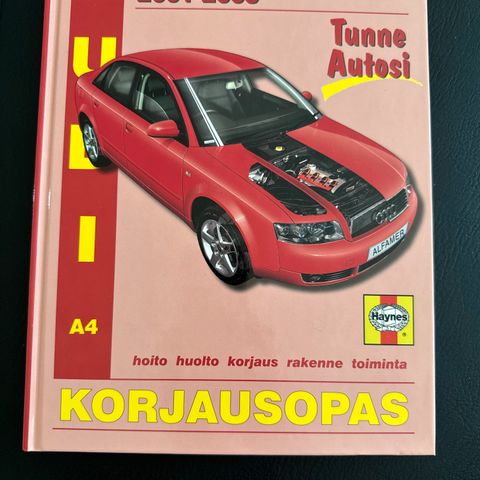 Tunne
Autosi
U
D
I
ALFAMER
Haynes
A4
hoito huolto korjaus rakenne toiminta
KORJAUSOPAS